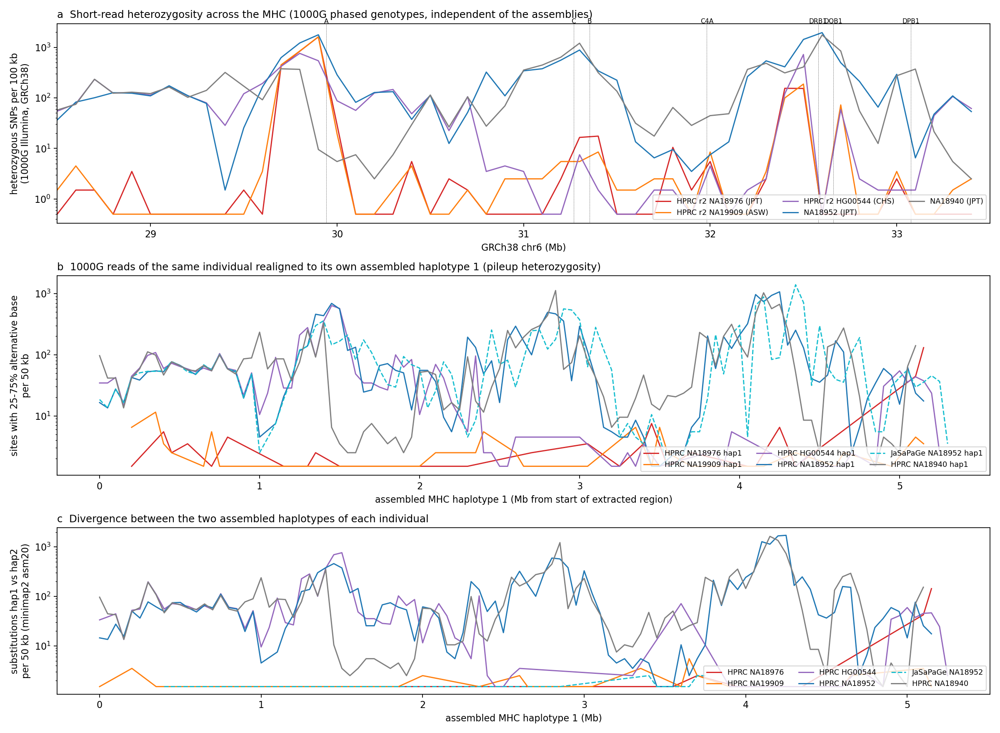 a  Short-read heterozygosity across the MHC (1000G phased genotypes, independent of the assemblies)
A
C
B
C4A
DRB1
DQB1
DPB1
heterozygous SNPs per 100 kb
(1000G Illumina, GRCh38)
10³
10²
10¹
10⁰
HPRC r2 NA18976 (JPT)
HPRC r2 NA19909 (ASW)
HPRC r2 HG00544 (CHS)
NA18952 (JPT)
NA18940 (JPT)
29
30
31
32
33
GRCh38 chr6 (Mb)
b  1000G reads of the same individual realigned to its own assembled haplotype 1 (pileup heterozygosity)
sites with 25-75% alternative base
per 50 kb
10³
10²
10¹
HPRC NA18976 hap1
HPRC NA19909 hap1
HPRC HG00544 hap1
HPRC NA18952 hap1
JaSaPaGe NA18952 hap1
HPRC NA18940 hap1
0
1
2
3
4
5
assembled MHC haplotype 1 (Mb from start of extracted region)
c  Divergence between the two assembled haplotypes of each individual
substitutions hap1 vs hap2
per 50 kb (minimap2 asm20)
10³
10²
10¹
HPRC NA18976
HPRC NA19909
HPRC HG00544
HPRC NA18952
JaSaPaGe NA18952
HPRC NA18940
0
1
2
3
4
5
assembled MHC haplotype 1 (Mb)